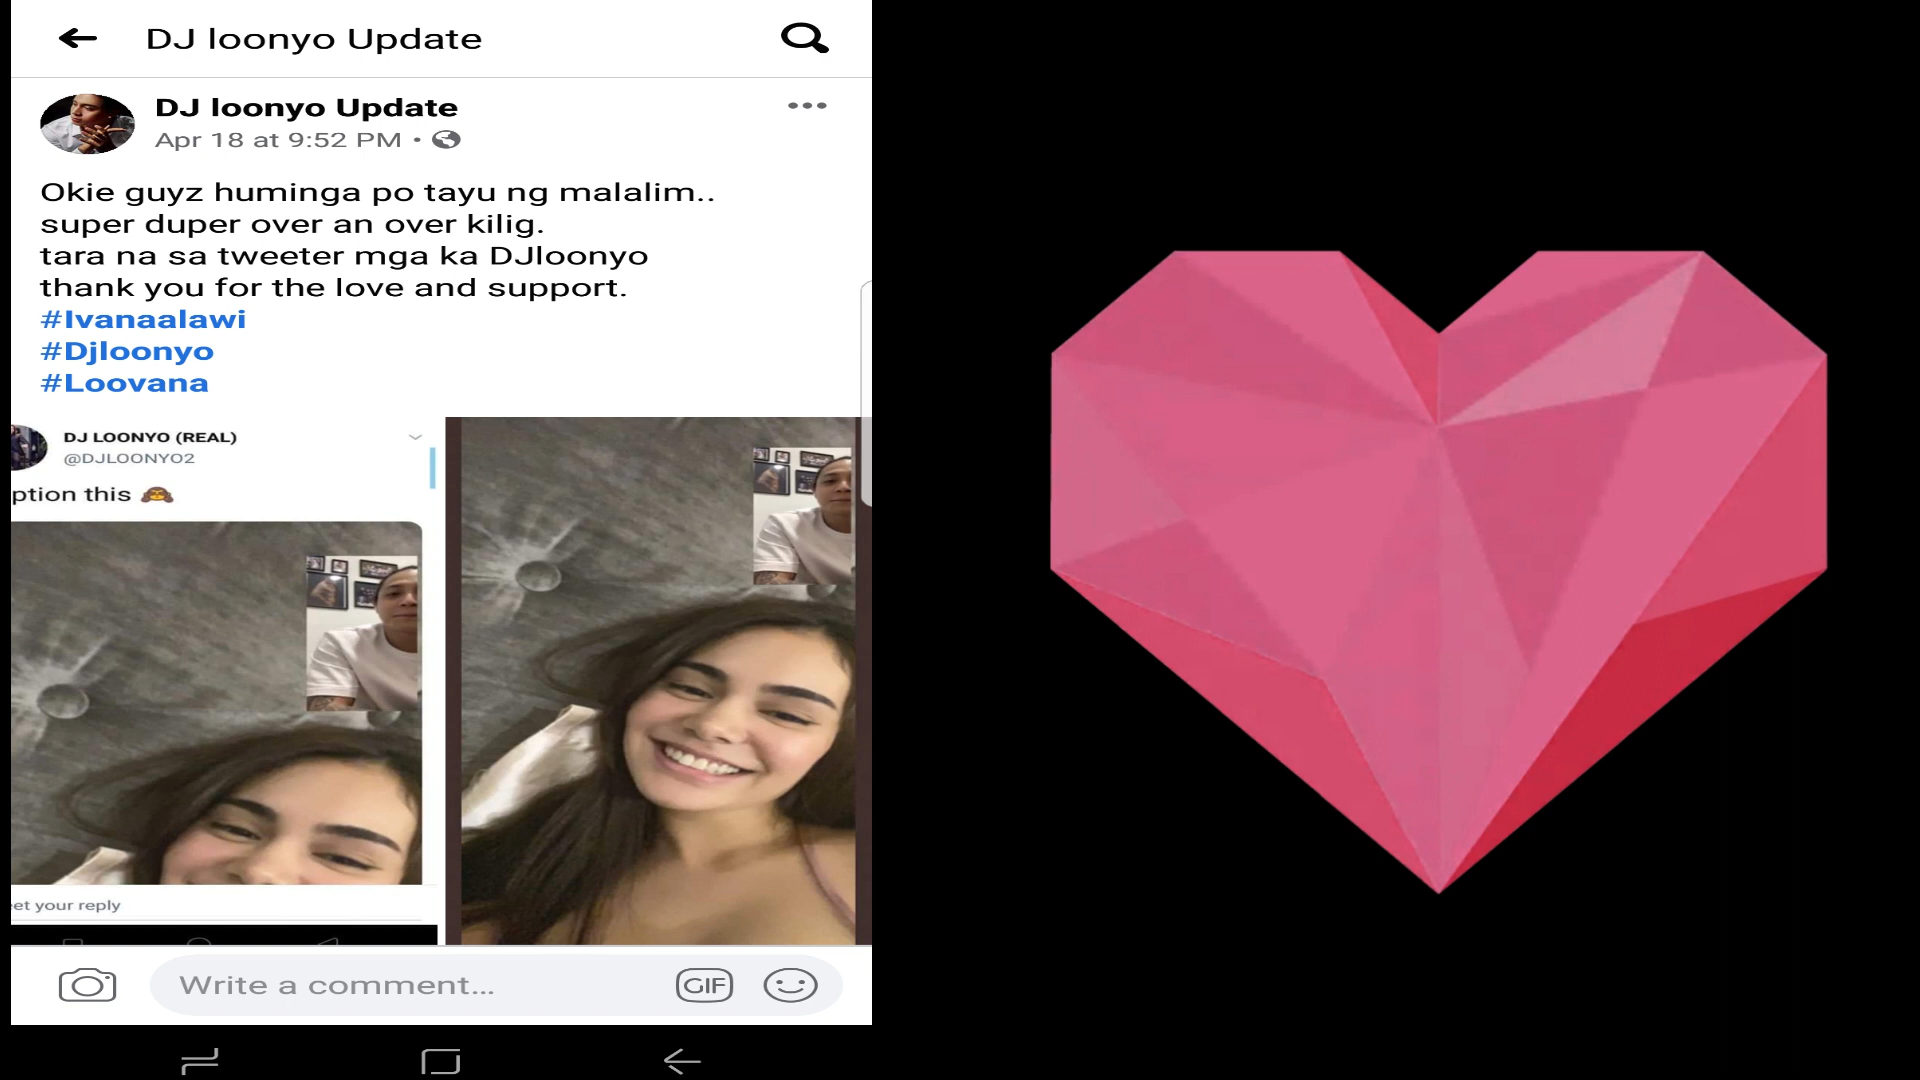 DJ loonyo Update
DJ loonyo Update
Apr 18 at 9:52 PM •
Okie guyz huminga po tayu ng malalim..
super duper over an over kilig.
tara na sa tweeter mga ka DJloonyo
thank you for the love and support.
#Ivanaalawi
#Djloonyo
#Loovana
DJ LOONYO (REAL)
@DJLOONYO2
ption this 🙈
et your reply
Write a comment...
GIF